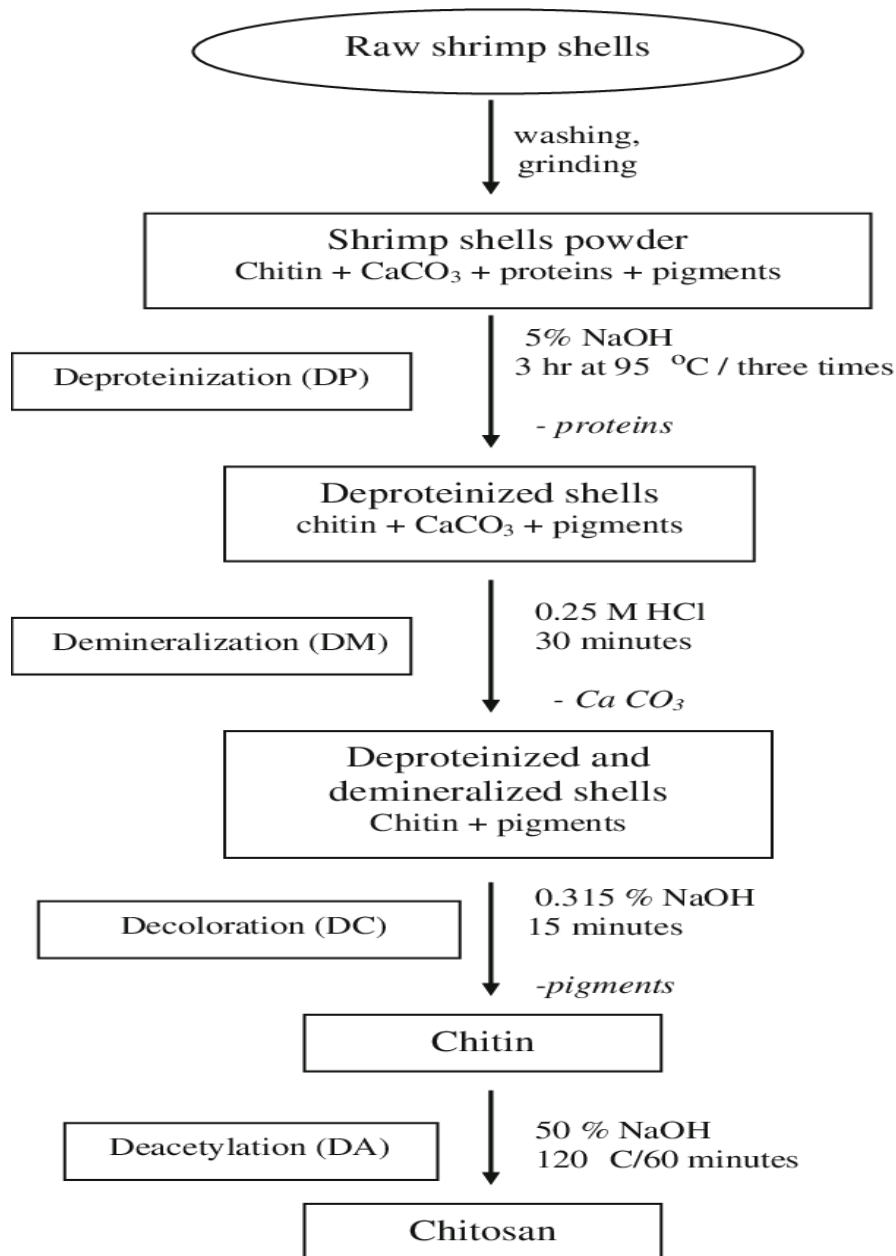 Raw shrimp shells
washing,
grinding
Shrimp shells powder
Chitin + CaCO₃ + proteins + pigments
5% NaOH
3 hr at 95 ᴼC / three times
Deproteinization (DP)
- proteins
Deproteinized shells
chitin + CaCO₃ + pigments
0.25 M HCl
30 minutes
Demineralization (DM)
- Ca CO₃
Deproteinized and
demineralized shells
Chitin + pigments
0.315 % NaOH
15 minutes
Decoloration (DC)
-pigments
Chitin
50 % NaOH
120 C/60 minutes
Deacetylation (DA)
Chitosan